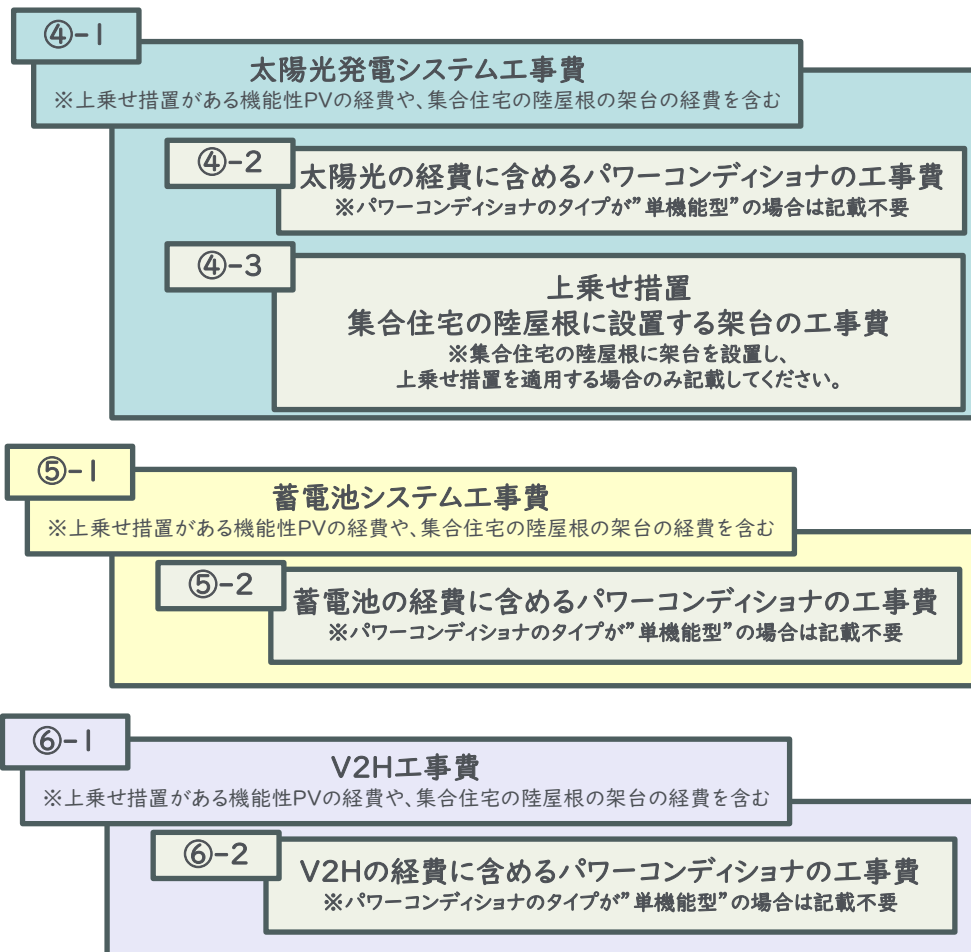 ④-1
太陽光発電システム工事費
※上乗せ措置がある機能性PVの経費や、集合住宅の陸屋根の架台の経費を含む
④-2
太陽光の経費に含めるパワーコンディショナの工事費
※パワーコンディショナのタイプが”単機能型”の場合は記載不要
④-3
上乗せ措置
集合住宅の陸屋根に設置する架台の工事費
※集合住宅の陸屋根に架台を設置し、
上乗せ措置を適用する場合のみ記載してください。
⑤-1
蓄電池システム工事費
※上乗せ措置がある機能性PVの経費や、集合住宅の陸屋根の架台の経費を含む
⑤-2
蓄電池の経費に含めるパワーコンディショナの工事費
※パワーコンディショナのタイプが”単機能型”の場合は記載不要
⑥-1
V2H工事費
※上乗せ措置がある機能性PVの経費や、集合住宅の陸屋根の架台の経費を含む
⑥-2
V2Hの経費に含めるパワーコンディショナの工事費
※パワーコンディショナのタイプが”単機能型”の場合は記載不要